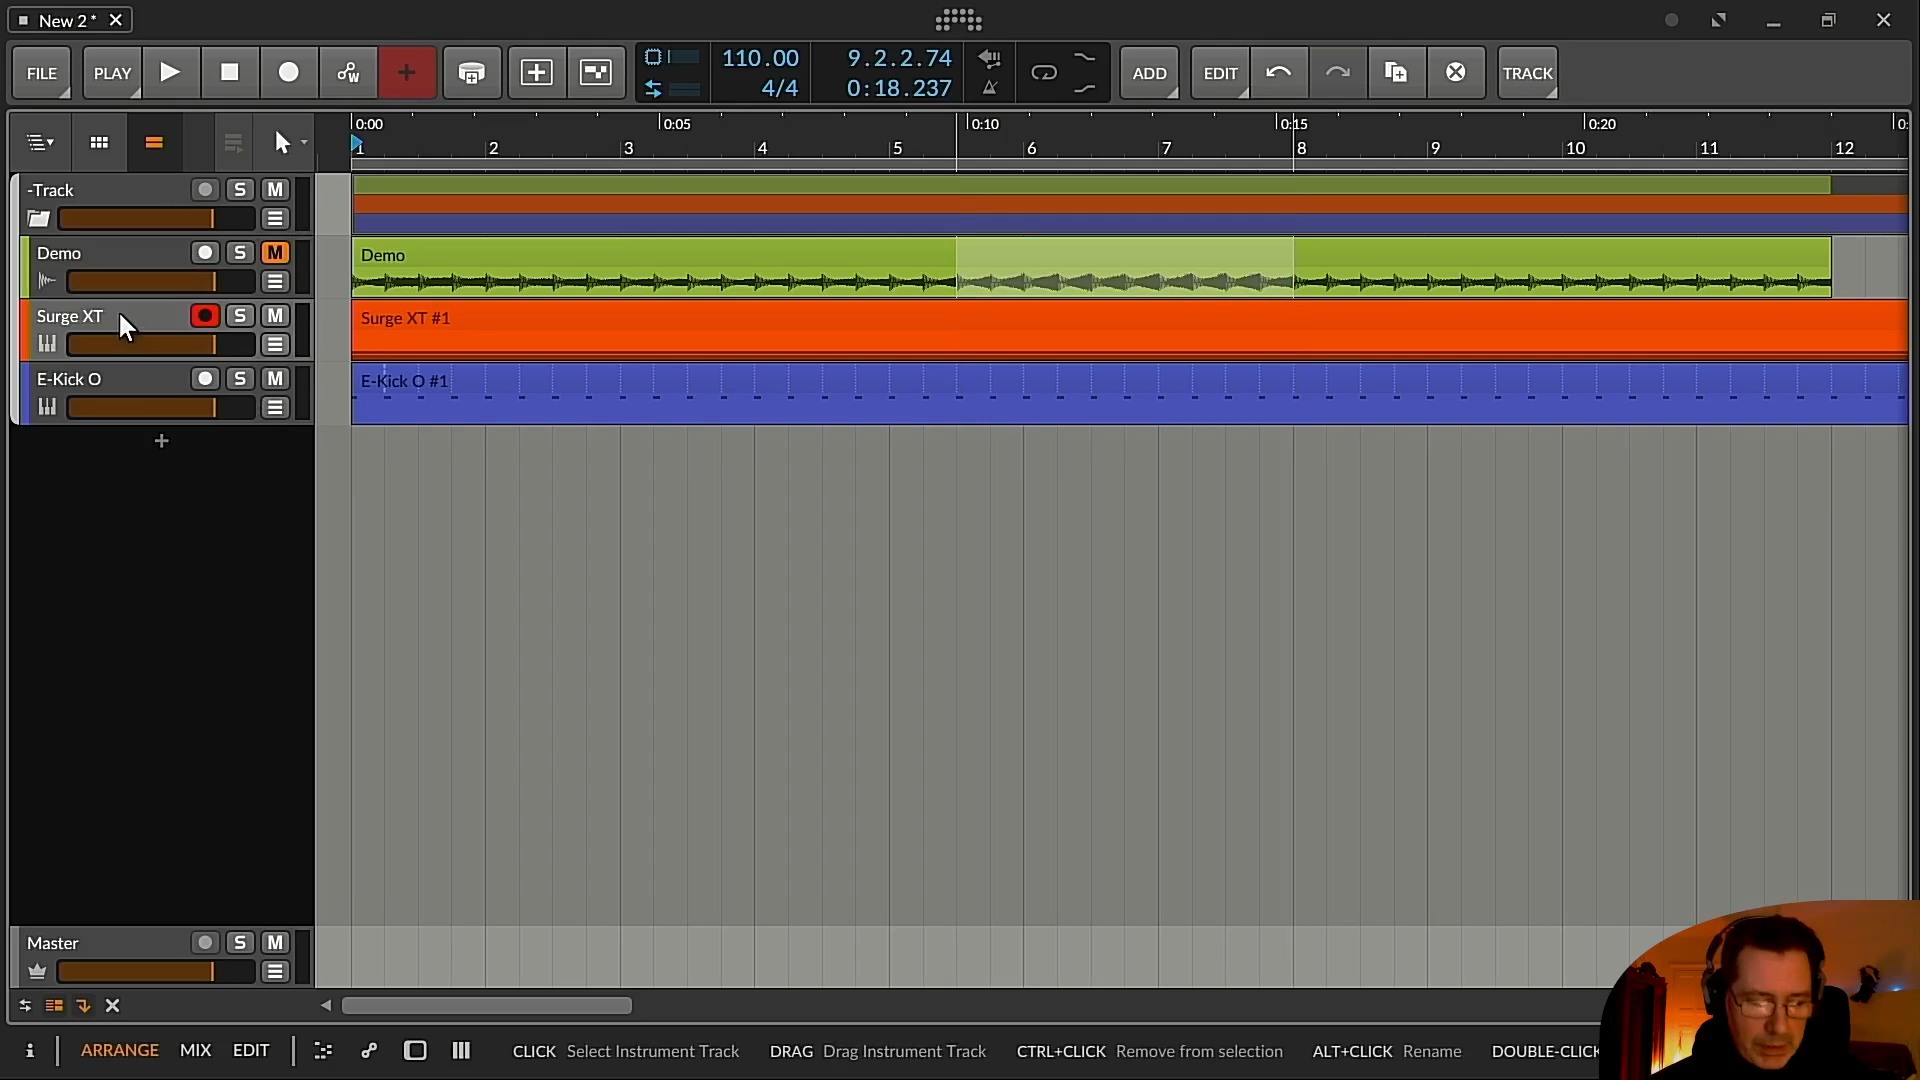 New 2 *
FILE PLAY 110.00 4/4 9.2.2.74 0:18.237 ADD EDIT TRACK
0:00 0:05 0:10 0:15 0:20 0:
1 2 3 4 5 6 7 8 9 10 11 12
-Track S M
Demo S M Demo
Surge XT S M Surge XT #1
E-Kick O S M E-Kick O #1
Master S M
ARRANGE MIX EDIT CLICK Select Instrument Track DRAG Drag Instrument Track CTRL+CLICK Remove from selection ALT+CLICK Rename DOUBLE-CLICK